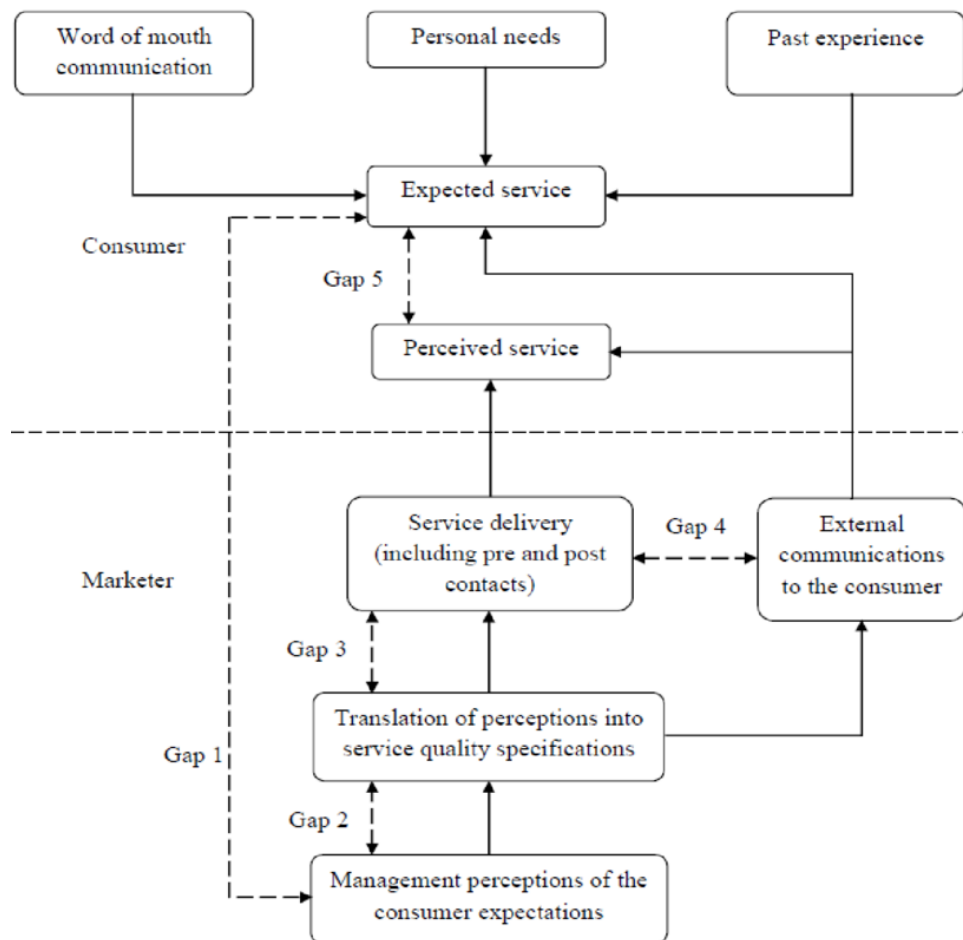 Word of mouth
communication
Personal needs
Past experience
Expected service
Consumer
Gap 5
Perceived service
Service delivery
(including pre and post
contacts)
Gap 4
External
communications
to the consumer
Marketer
Gap 3
Translation of perceptions into
service quality specifications
Gap 1
Gap 2
Management perceptions of the
consumer expectations